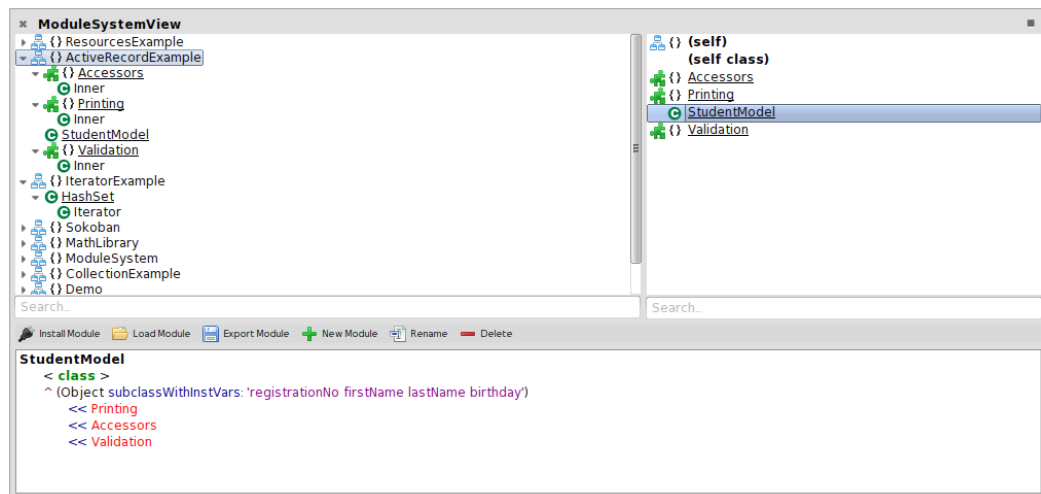 ModuleSystemView
{} ResourcesExample
{} ActiveRecordExample
{} Accessors
Inner
{} Printing
Inner
StudentModel
{} Validation
Inner
{} IteratorExample
HashSet
Iterator
{} Sokoban
{} MathLibrary
{} ModuleSystem
{} CollectionExample
{} Demo
Search..
{} (self)
(self class)
{} Accessors
{} Printing
StudentModel
{} Validation
Search..
Install Module Load Module Export Module New Module Rename Delete
StudentModel
< class >
^ (Object subclassWithInstVars: 'registrationNo firstName lastName birthday')
<< Printing
<< Accessors
<< Validation